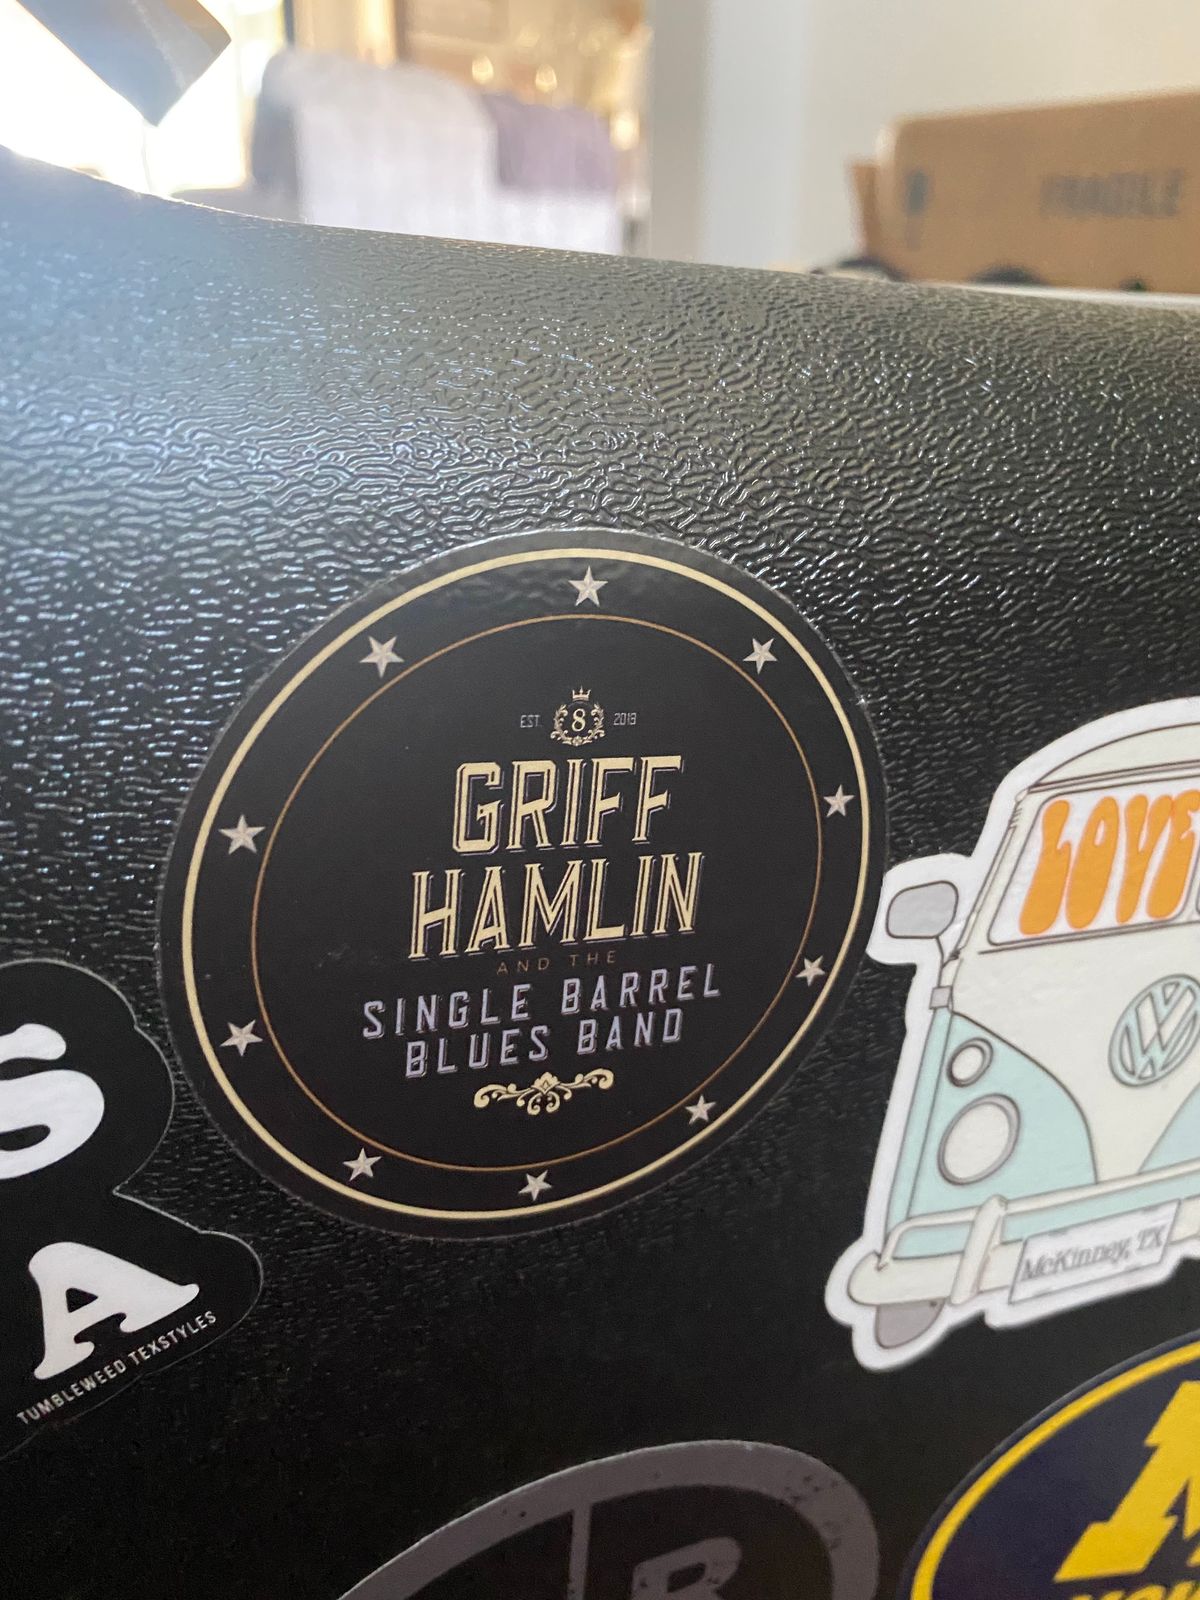 FRAGILE
EST. 8 2018
GRIFF
HAMLIN
AND THE
SINGLE BARREL
BLUES BAND
LOVE
McKinney, TX
S
A
TUMBLEWEED TEXSTYLES
R
M